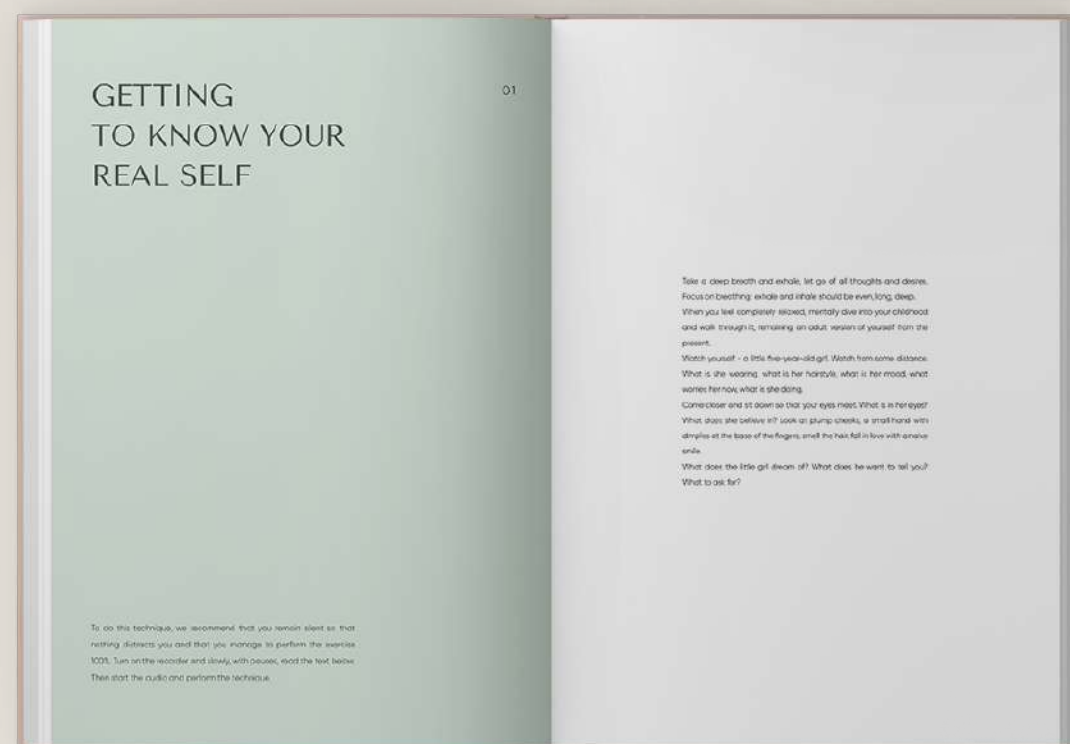 GETTING
TO KNOW YOUR
REAL SELF
01
To do this technique, we recommend that you remain silent so that
nothing distracts you and that you manage to perform the exercise
100%. Turn on the recorder and slowly, with pauses, read the text below.
Then start the audio and perform the technique.
Take a deep breath and exhale, let go of all thoughts and desires.
Focus on breathing: exhale and inhale should be even, long, deep.
When you feel completely relaxed, mentally dive into your childhood
and walk through it, remaining an adult version of yourself from the
present.
Watch yourself - a little five-year-old girl. Watch from some distance.
What is she wearing, what is her hairstyle, what is her mood, what
worries her now, what is she doing.
Come closer and sit down so that your eyes meet. What is in her eyes?
What does she believe in? Look at plump cheeks, a small hand with
dimples at the base of the fingers, smell the hair, fall in love with a naive
smile.
What does the little girl dream of? What does he want to tell you?
What to ask for?